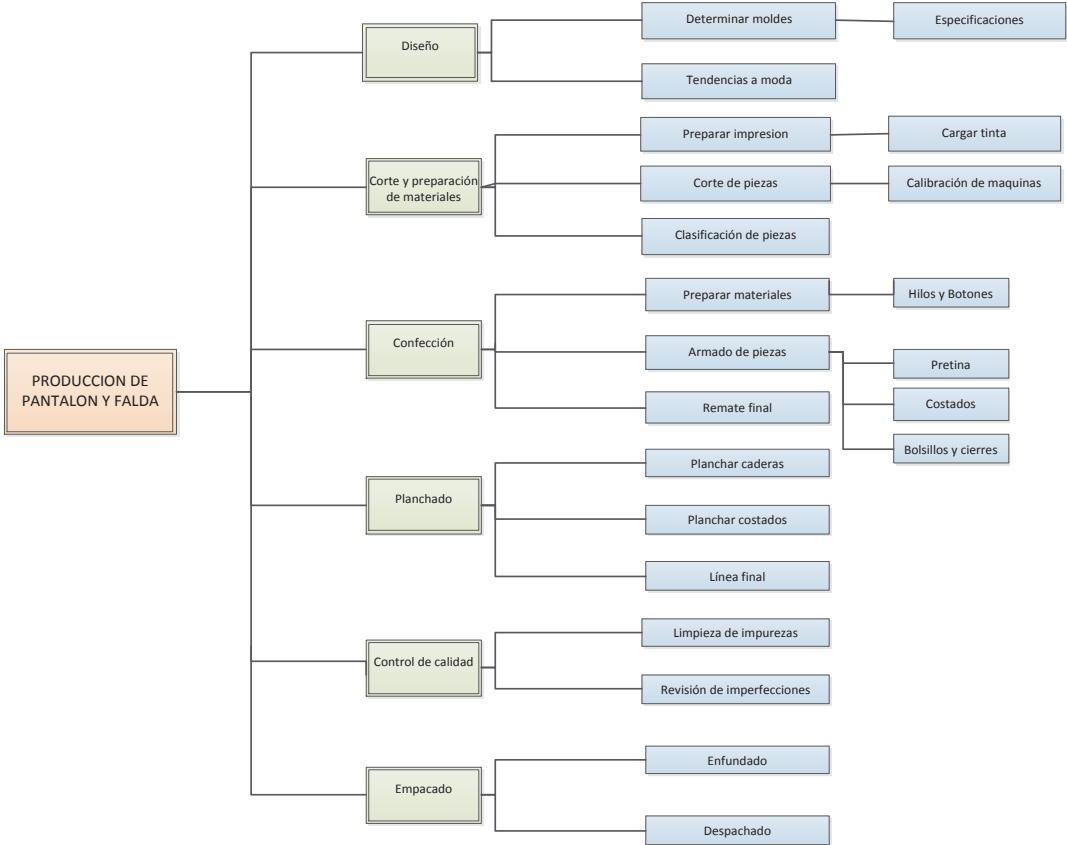 PRODUCCION DE
PANTALON Y FALDA
Diseño
Determinar moldes
Especificaciones
Tendencias a moda
Corte y preparación
de materiales
Preparar impresion
Cargar tinta
Corte de piezas
Calibración de maquinas
Clasificación de piezas
Confección
Preparar materiales
Hilos y Botones
Armado de piezas
Pretina
Costados
Bolsillos y cierres
Remate final
Planchado
Planchar caderas
Planchar costados
Línea final
Control de calidad
Limpieza de impurezas
Revisión de imperfecciones
Empacado
Enfundado
Despachado